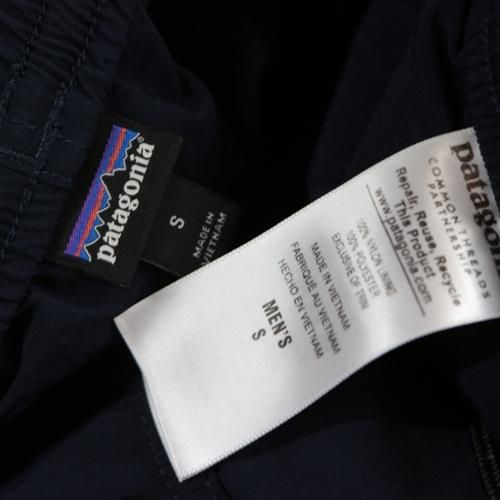 patagonia®
S
MADE IN
VIETNAM
patagonia
COMMON THREADS
PARTNERSHIP
Repair, Reuse, Recycle
This Product
www.patagonia.com
100% NYLON LINING
100% POLYESTER
EXCLUSIVE OF TRIM
MADE IN VIETNAM
FABRIQUÉ AU VIETNAM
HECHO EN VIETNAM
MEN'S
S